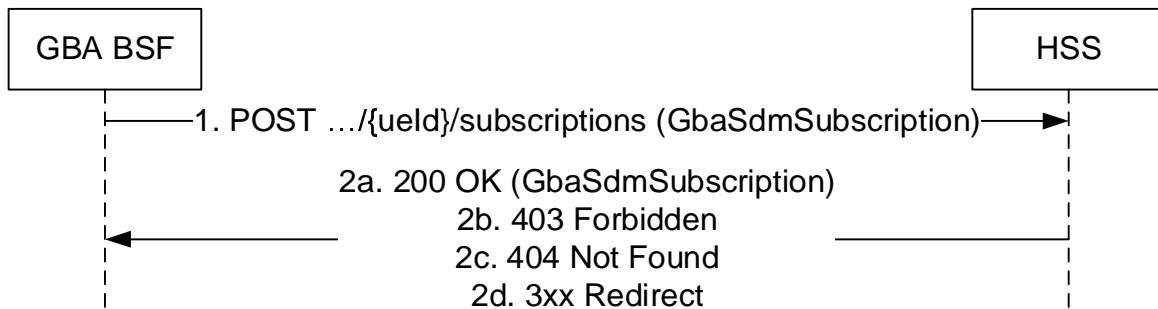 GBA BSF
HSS
1. POST …/{ueId}/subscriptions (GbaSdmSubscription)
2a. 200 OK (GbaSdmSubscription)
2b. 403 Forbidden
2c. 404 Not Found
2d. 3xx Redirect